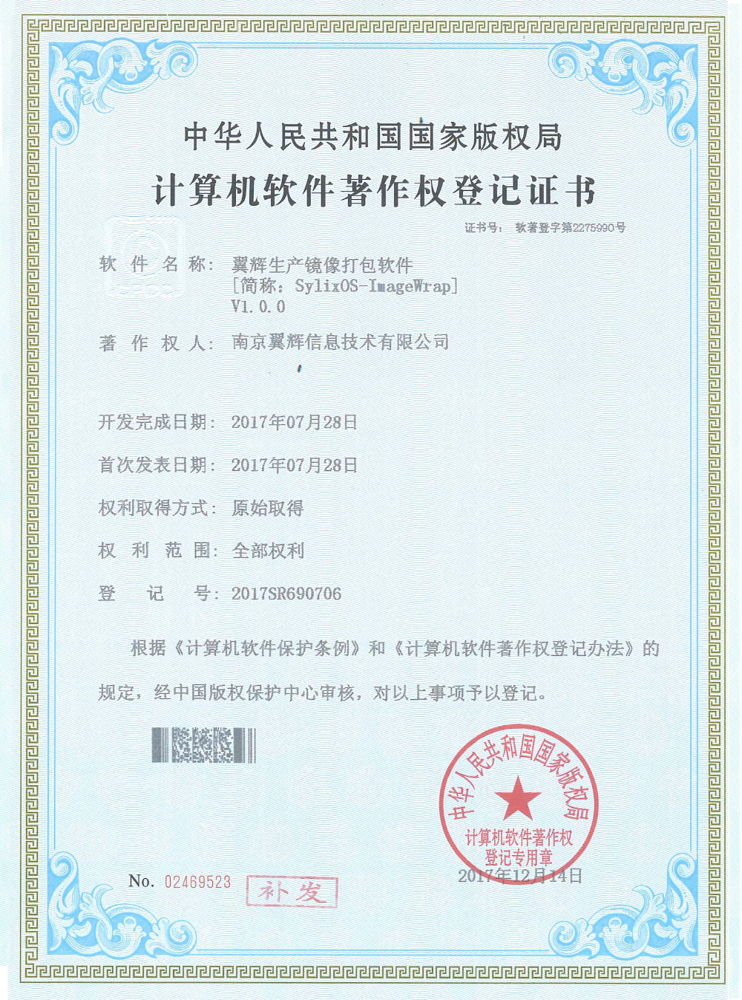 中华人民共和国国家版权局
计算机软件著作权登记证书
证书号： 软著登字第2275990号
软件名称： 翼辉生产镜像打包软件
[简称：SylixOS-ImageWrap]
V1.0.0
著作权人： 南京翼辉信息技术有限公司
开发完成日期： 2017年07月28日
首次发表日期： 2017年07月28日
权利取得方式： 原始取得
权利范围： 全部权利
登记号： 2017SR690706
根据《计算机软件保护条例》和《计算机软件著作权登记办法》的
规定，经中国版权保护中心审核，对以上事项予以登记。
中华人民共和国国家版权局
计算机软件著作权
登记专用章
2017年12月14日
No. 02469523
补发